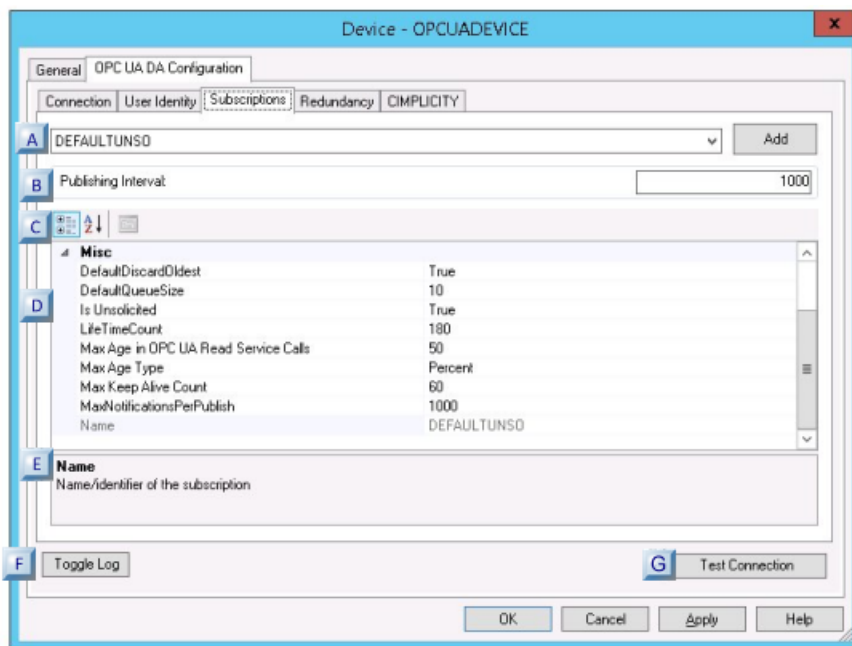 Device - OPCUADEVICE
x
General OPC UA DA Configuration
Connection User Identity Subscriptions Redundancy CIMPLICITY
A DEFAULTUNSO Add
B Publishing Interval: 1000
C A Z
Misc
DefaultDiscardOldest True
DefaultQueueSize 10
D Is Unsolicited True
LifeTimeCount 180
Max Age in OPC UA Read Service Calls 50
Max Age Type Percent
Max Keep Alive Count 60
MaxNotificationsPerPublish 1000
Name DEFAULTUNSO
E Name
Name/identifier of the subscription
F Toggle Log G Test Connection
OK Cancel Apply Help